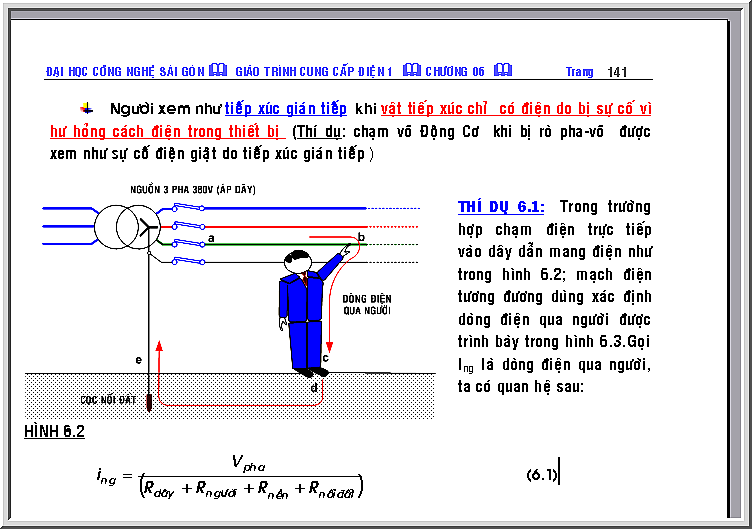 ĐẠI HỌC CÔNG NGHỆ SÀI GÒN GIÁO TRÌNH CUNG CẤP ĐIỆN 1 CHƯƠNG 06 Trang 141
Người xem như tiếp xúc gián tiếp khi vật tiếp xúc chỉ có điện do bị sự cố vì
hư hỏng cách điện trong thiết bị (Thí dụ: chạm võ Động Cơ khi bị rò pha-võ được
xem như sự cố điện giật do tiếp xúc gián tiếp )
NGUỒN 3 PHA 380V (ÁP DÂY)
a
b
DÒNG ĐIỆN
QUA NGƯỜI
e
c
d
CỌC NỐI ĐẤT
HÌNH 6.2
THÍ DỤ 6.1: Trong trường
hợp chạm điện trực tiếp
vào dây dẫn mang điện như
trong hình 6.2; mạch điện
tương đương dùng xác định
dòng điện qua người được
trình bày trong hình 6.3.Gọi
Ing là dòng điện qua người,
ta có quan hệ sau:
ing = Vpha / (Rdây + Rngười + Rnền + Rnối đất) (6.1)